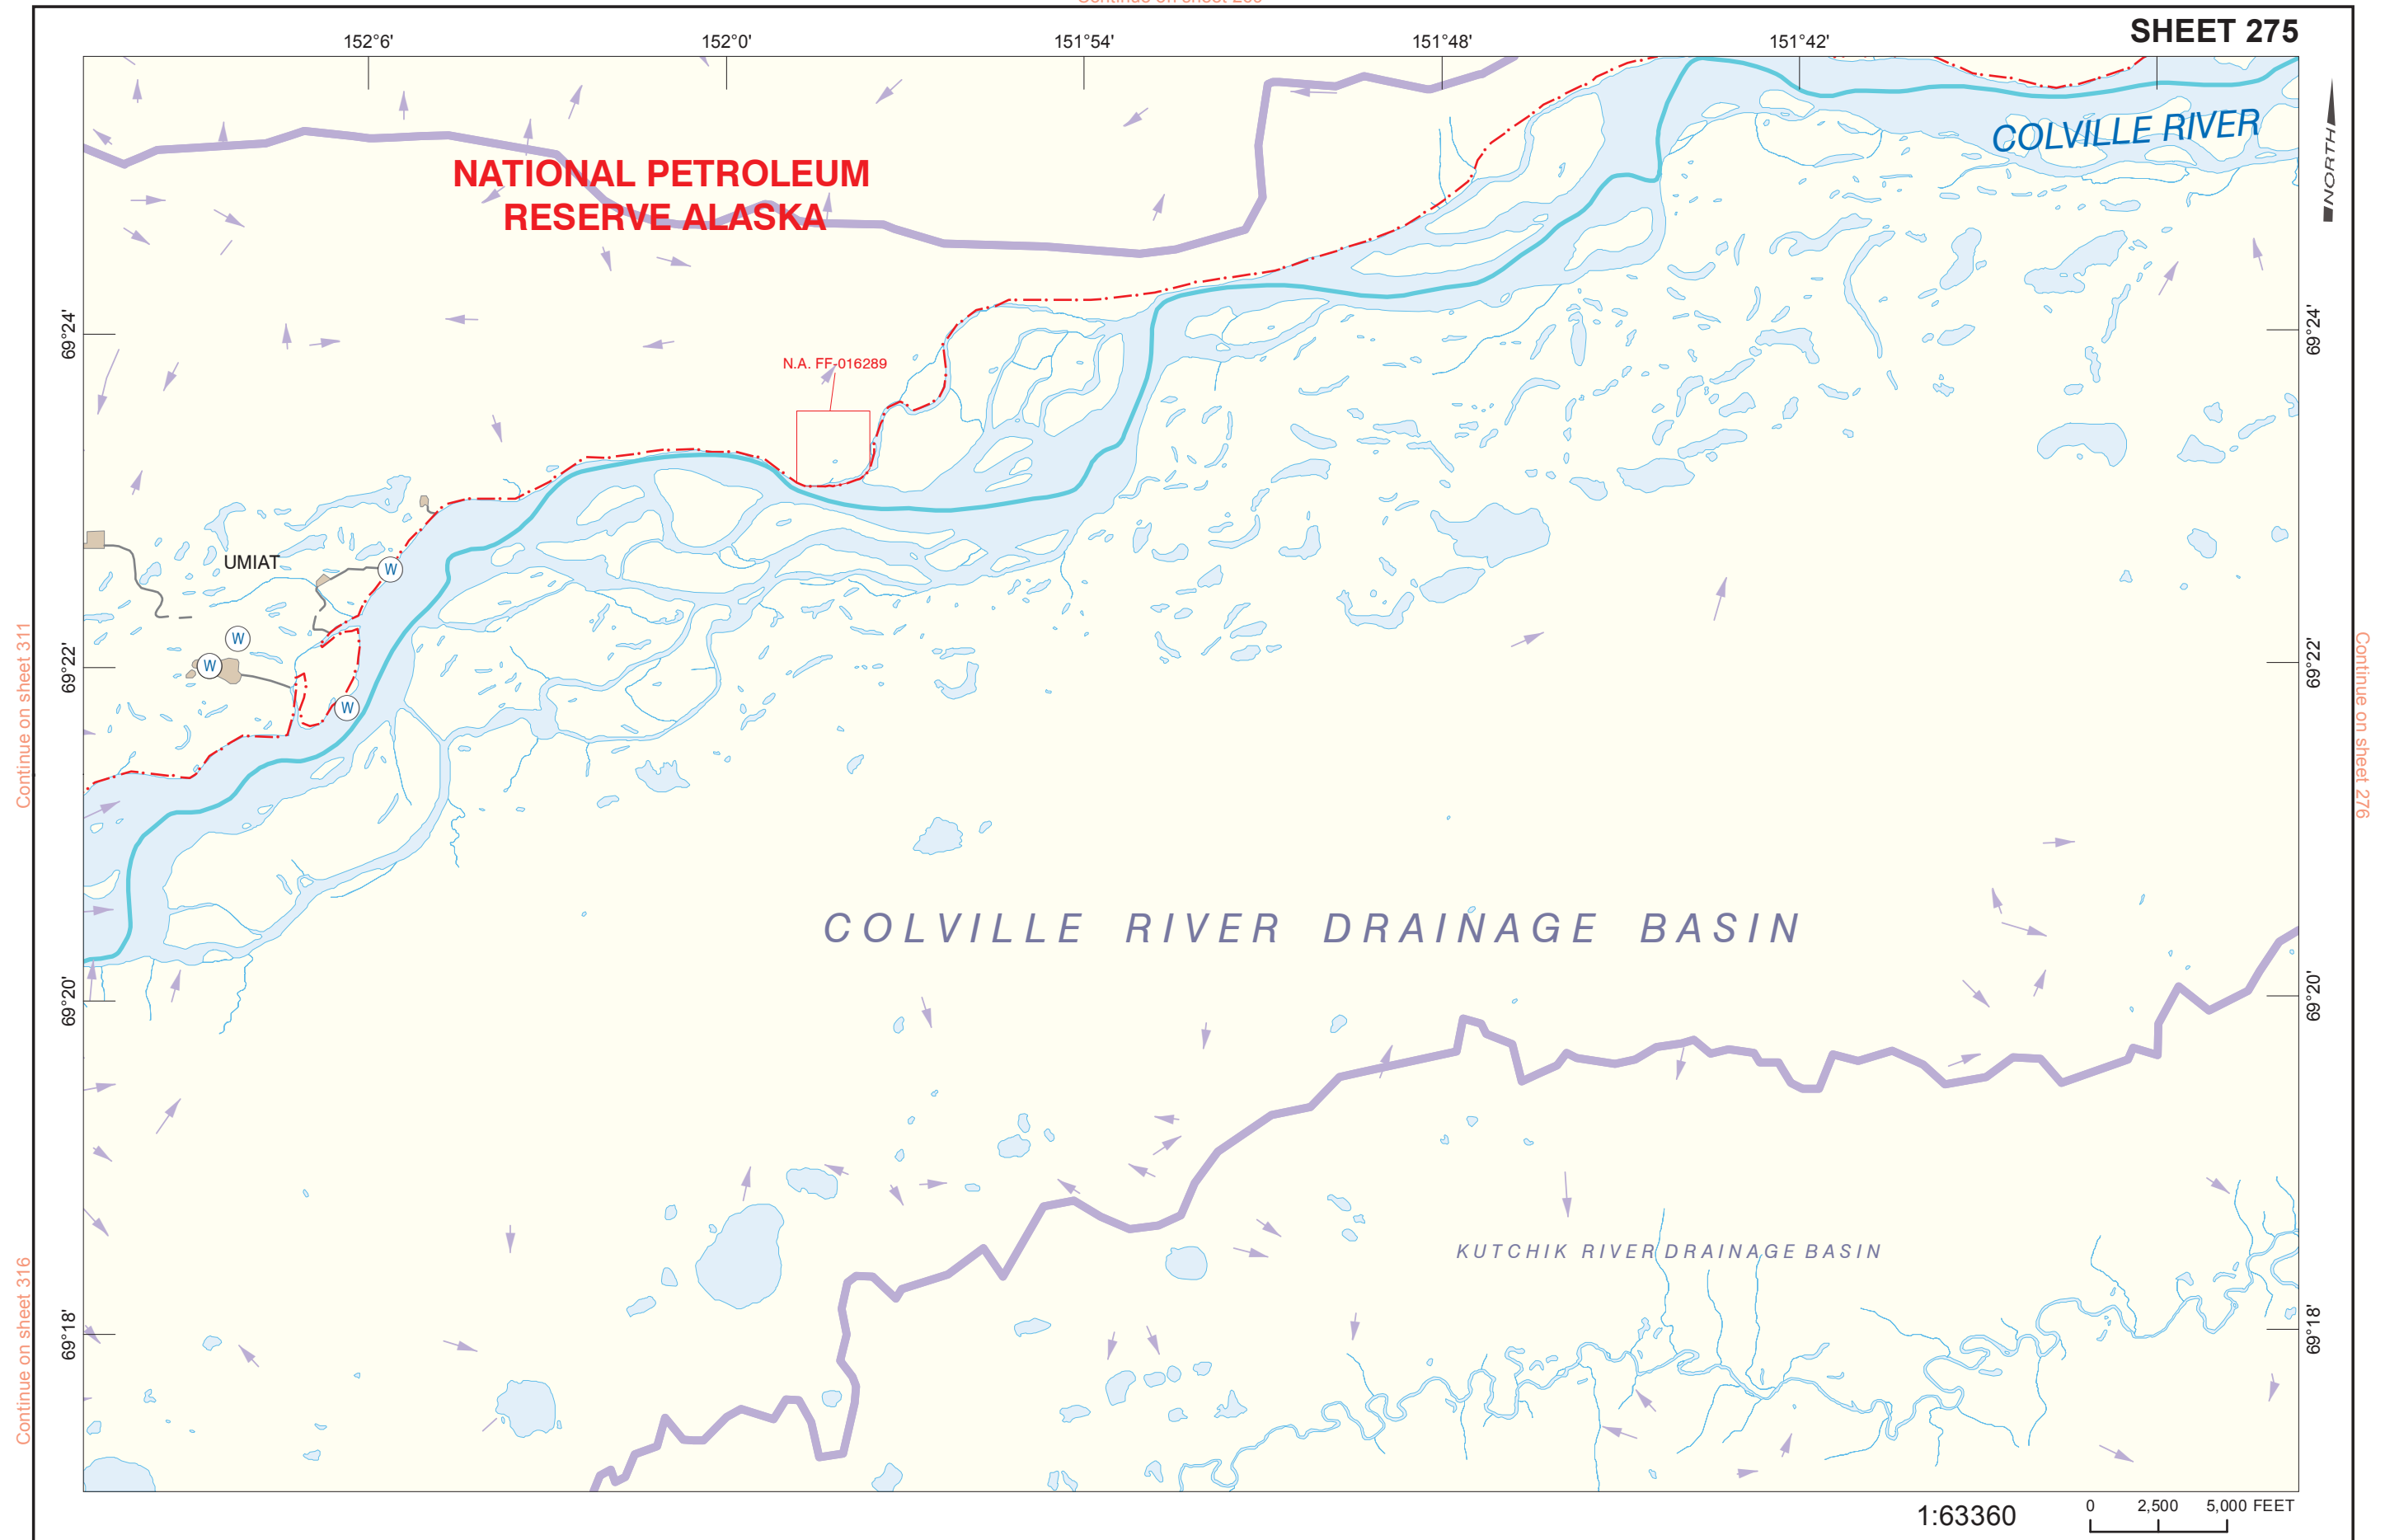 SHEET 275
152°6'
152°0'
151°54'
151°48'
151°42'
COLVILLE RIVER
NORTH
NATIONAL PETROLEUM
RESERVE ALASKA
69°24'
69°24'
N.A. FF-016289
UMIAT
W
W
W
W
69°22'
69°22'
Continue on sheet 311
Continue on sheet 276
COLVILLE RIVER DRAINAGE BASIN
69°20'
69°20'
KUTCHIK RIVER DRAINAGE BASIN
69°18'
69°18'
Continue on sheet 316
1:63360
0 2,500 5,000 FEET